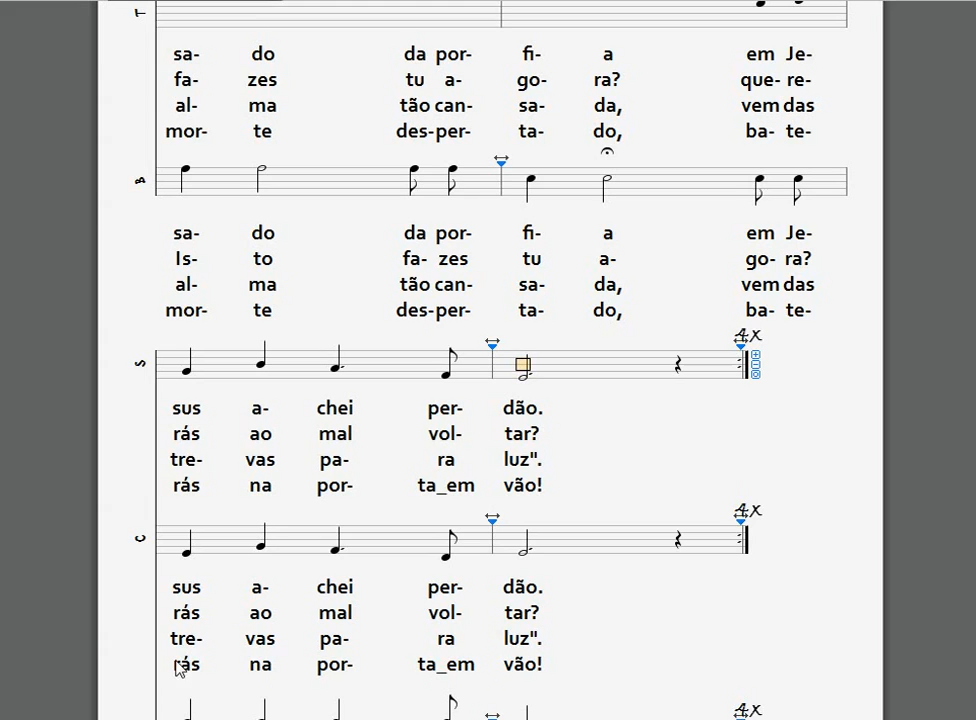 T
sa- do da por- fi- a em Je-
fa- zes tu a- go- ra? que- re-
al- ma tão can- sa- da, vem das
mor- te des- per- ta- do, ba- te-
B
sa- do da por- fi- a em Je-
Is- to fa- zes tu a- go- ra?
al- ma tão can- sa- da, vem das
mor- te des- per- ta- do, ba- te-
4x
S
sus a- chei per- dão.
rás ao mal vol- tar?
tre- vas pa- ra luz".
rás na por- ta_em vão!
4x
C
sus a- chei per- dão.
rás ao mal vol- tar?
tre- vas pa- ra luz".
rás na por- ta_em vão!
4x